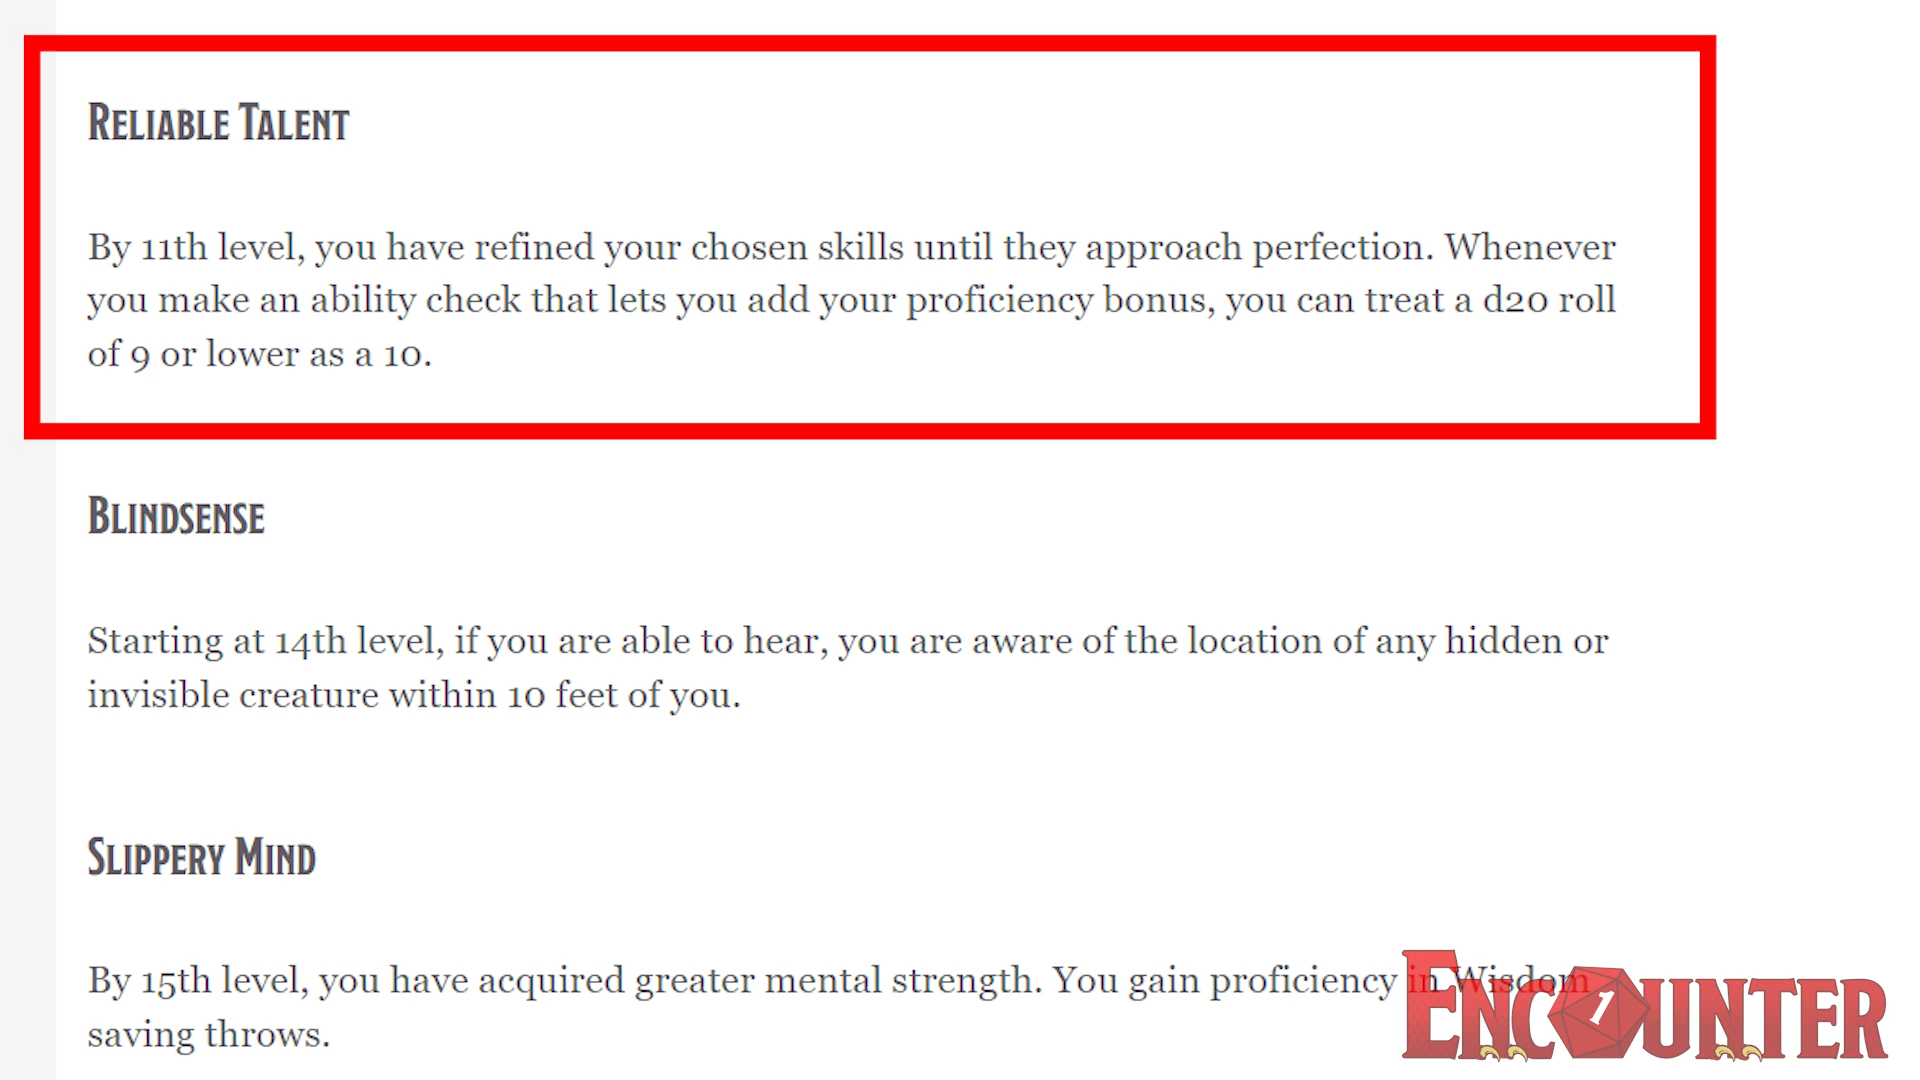 RELIABLE TALENT
By 11th level, you have refined your chosen skills until they approach perfection. Whenever
you make an ability check that lets you add your proficiency bonus, you can treat a d20 roll
of 9 or lower as a 10.
BLINDSENSE
Starting at 14th level, if you are able to hear, you are aware of the location of any hidden or
invisible creature within 10 feet of you.
SLIPPERY MIND
By 15th level, you have acquired greater mental strength. You gain proficiency in Wisdom
saving throws.
ENC1UNTER